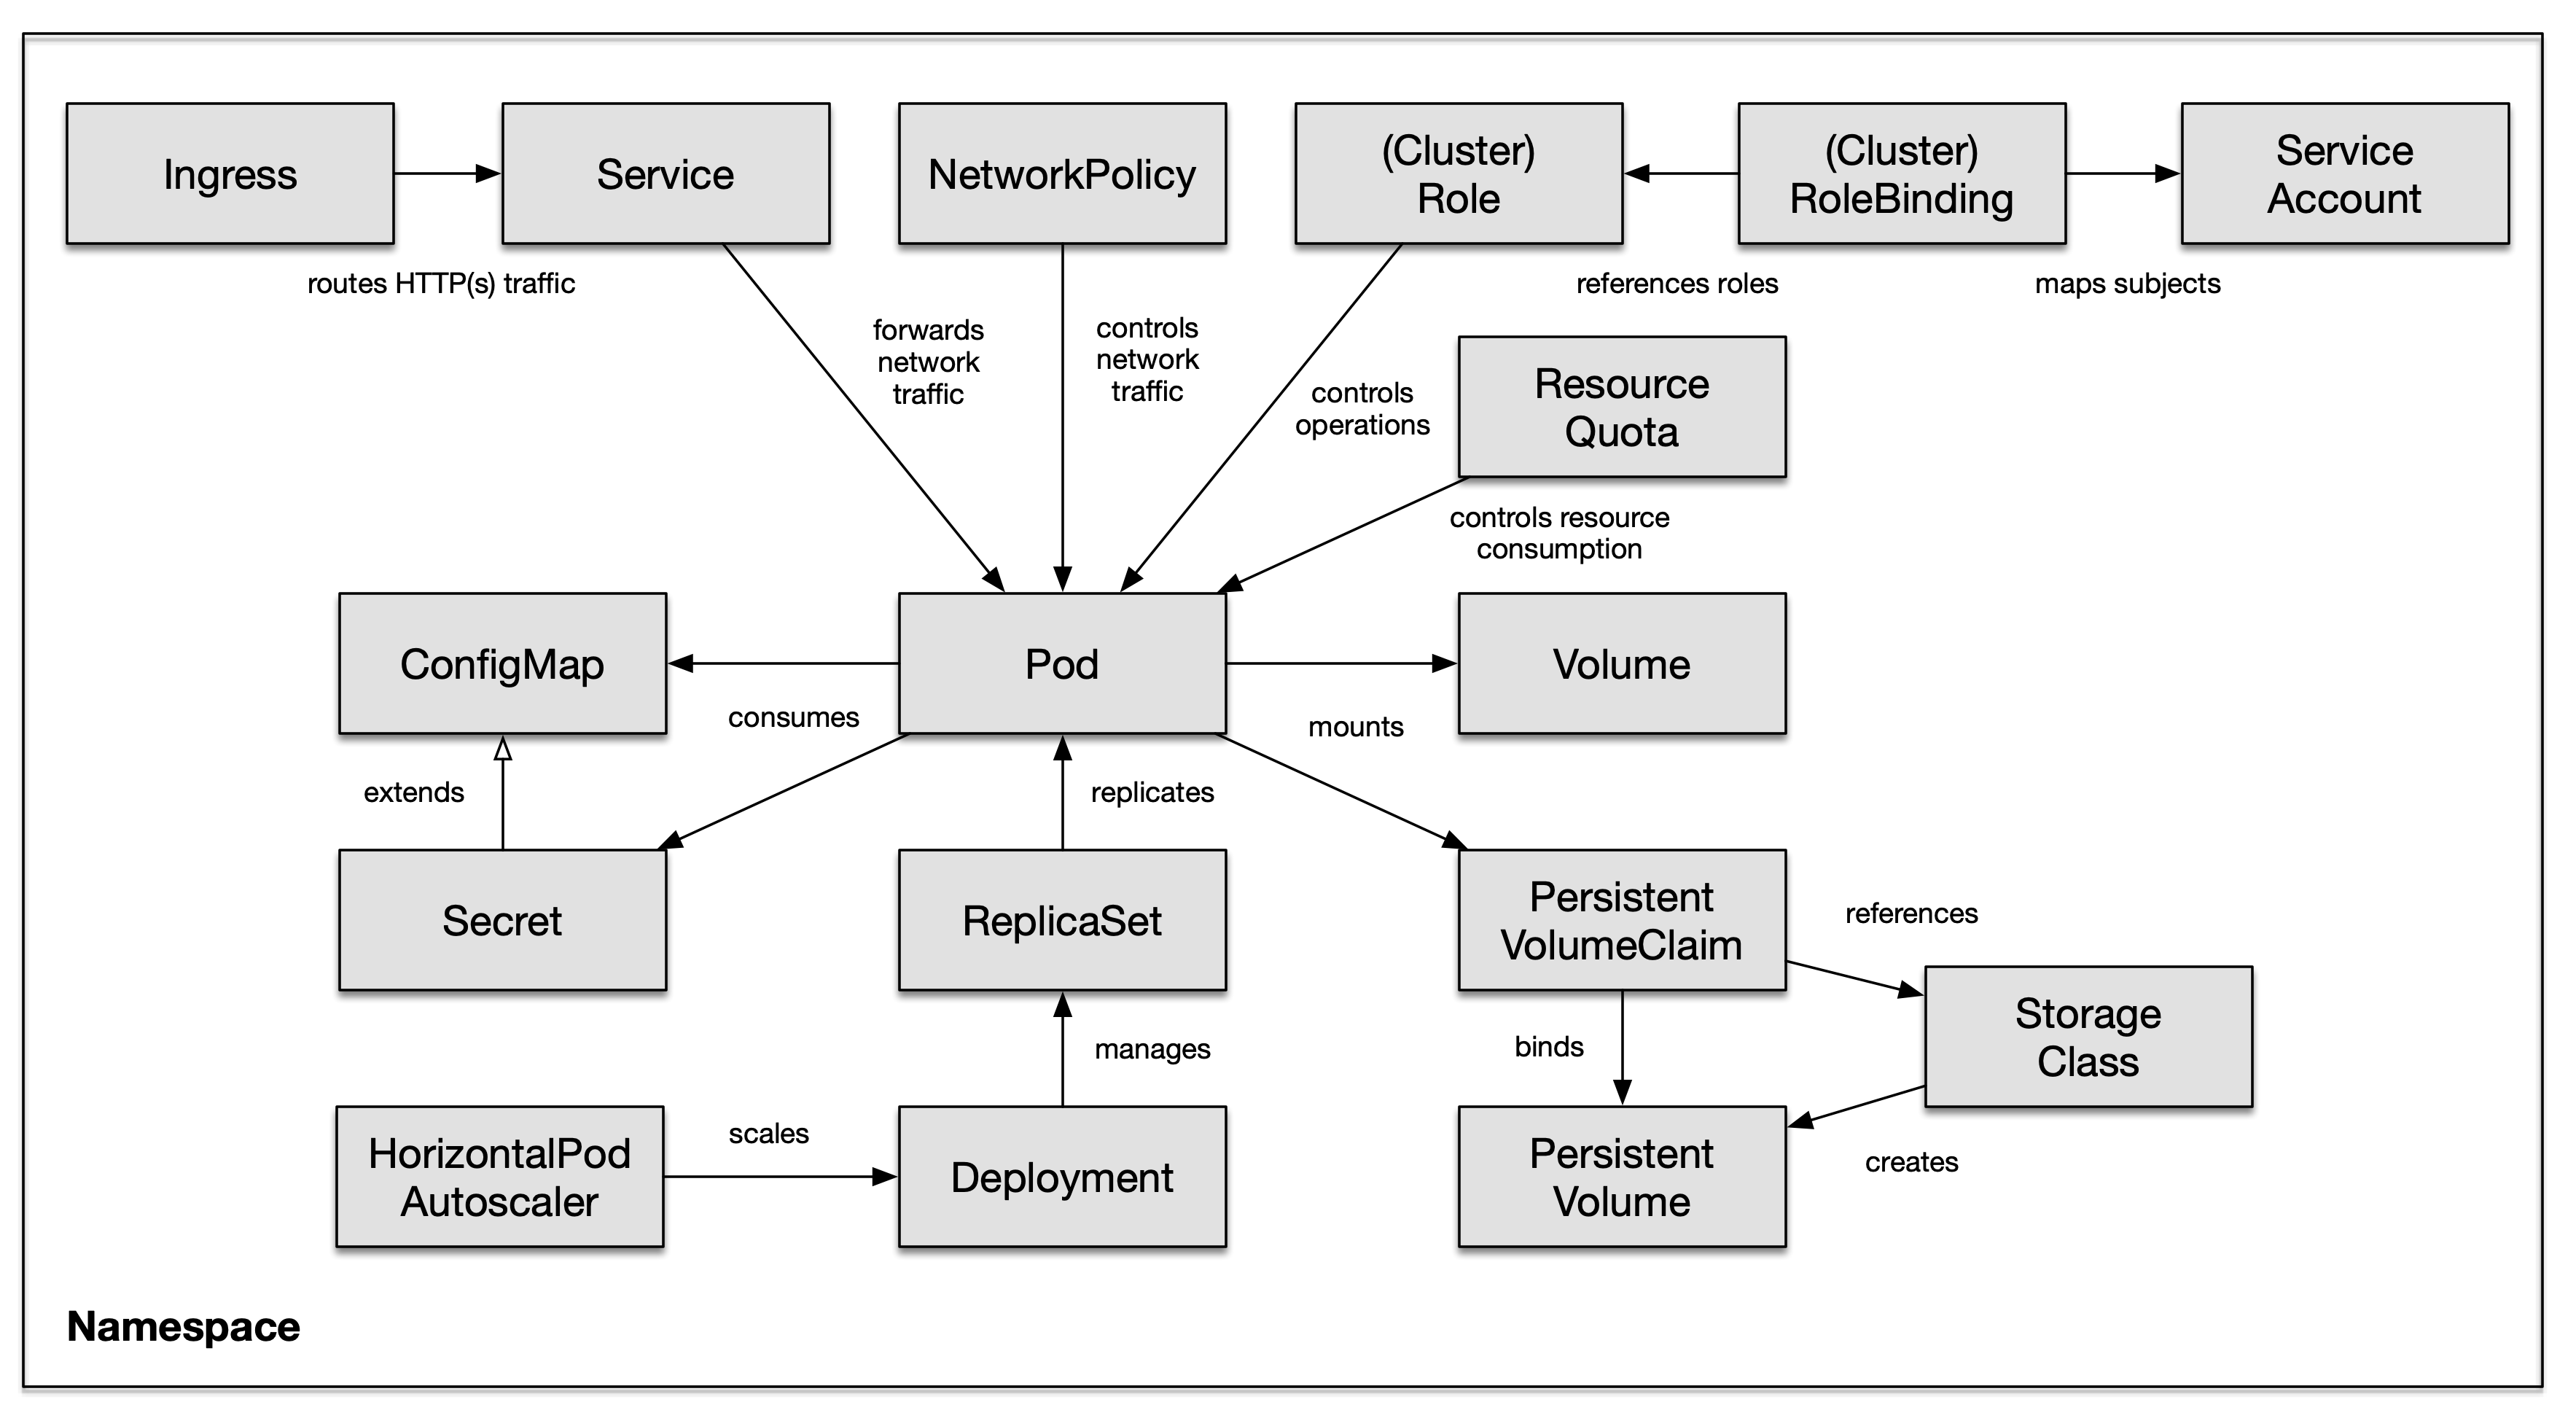 Ingress
Service
NetworkPolicy
(Cluster)
Role
(Cluster)
RoleBinding
Service
Account
routes HTTP(s) traffic
references roles
maps subjects
forwards
network
traffic
controls
network
traffic
controls
operations
Resource
Quota
controls resource
consumption
ConfigMap
Pod
Volume
consumes
mounts
extends
replicates
Secret
ReplicaSet
Persistent
VolumeClaim
references
Storage
Class
manages
binds
scales
HorizontalPod
Autoscaler
Deployment
Persistent
Volume
creates
Namespace